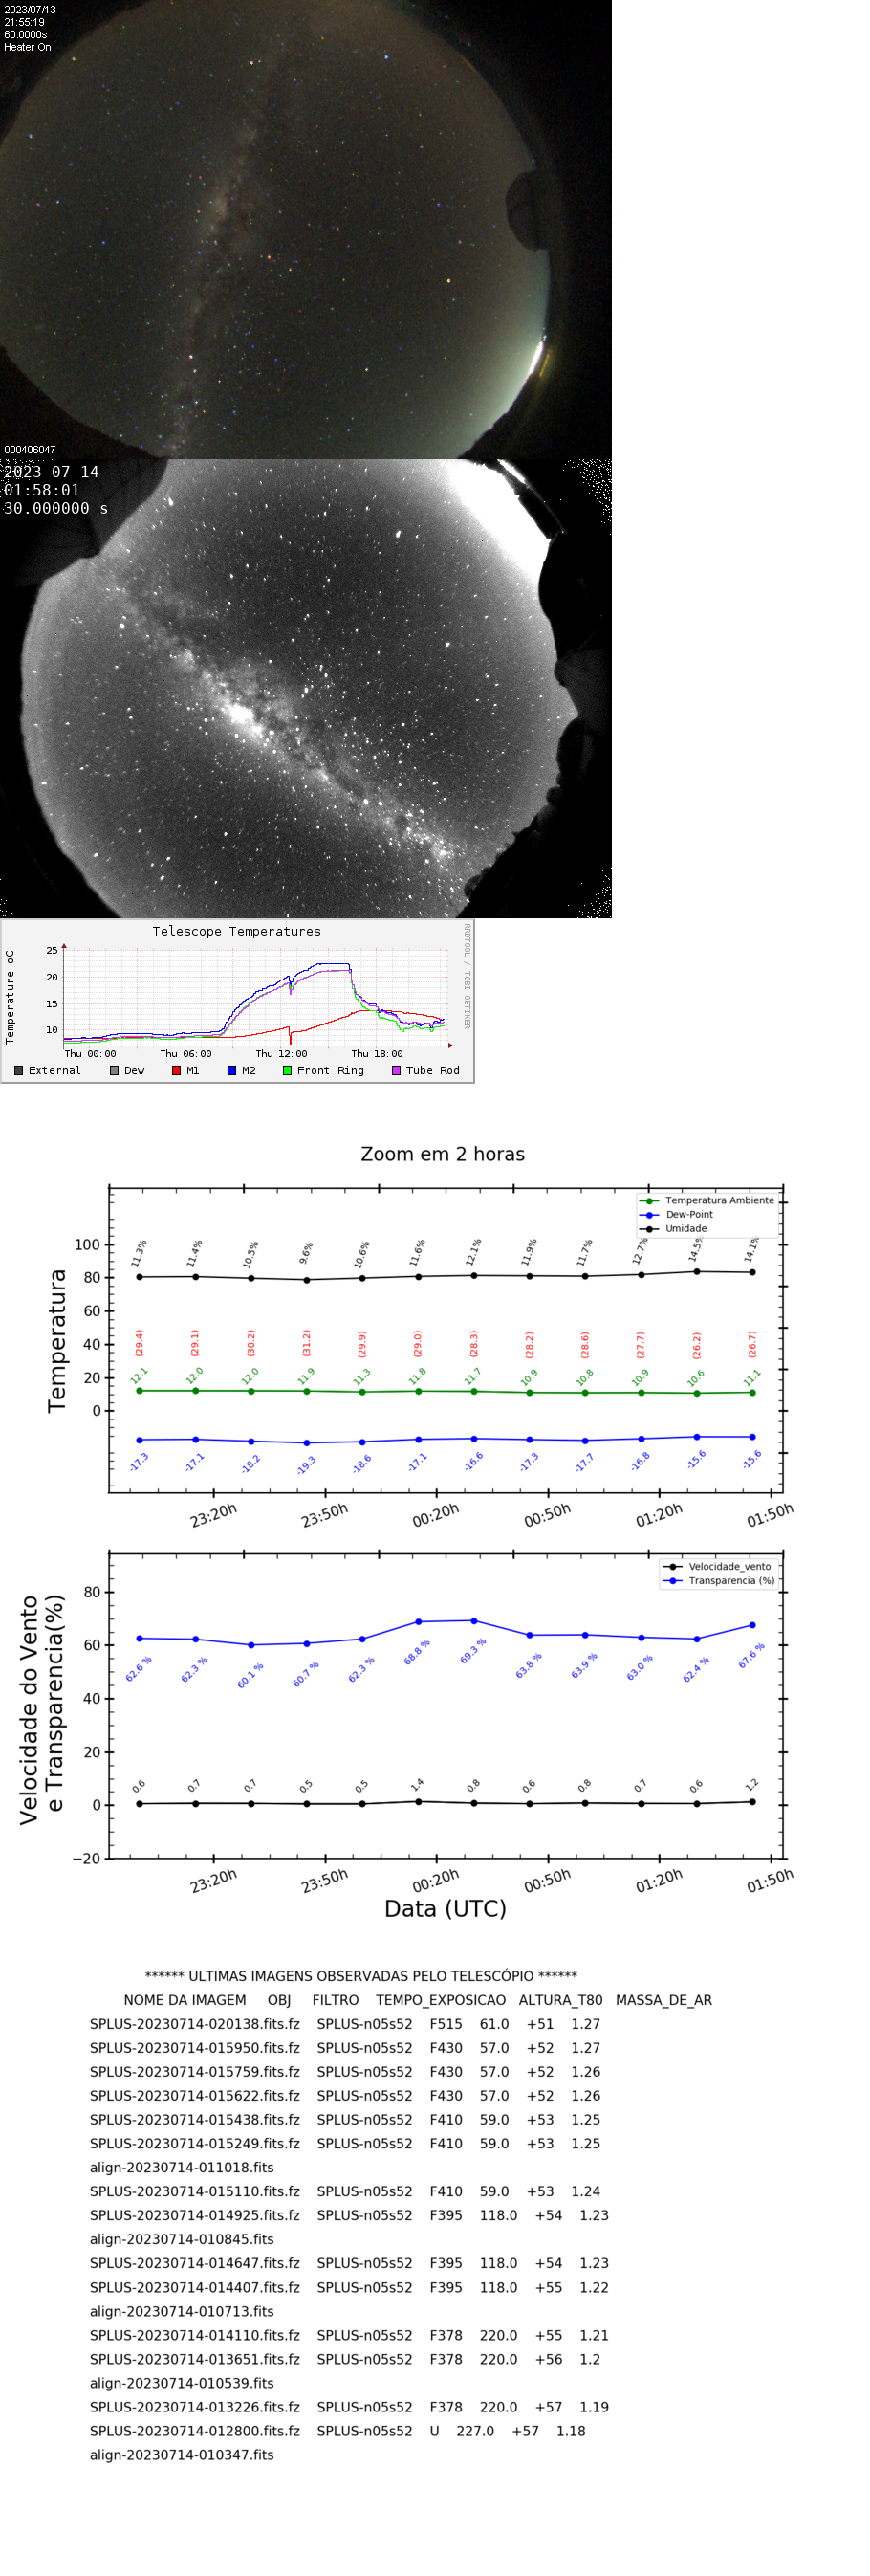 2023/07/13
21:55:19
60.0000s
Heater On
000406047
2023-07-14
01:58:01
30.000000 s
Telescope Temperatures
RRDTOOL / TOBI OETIKER
Temperature oC
25
20
15
10
Thu 00:00 Thu 06:00 Thu 12:00 Thu 18:00
External Dew M1 M2 Front Ring Tube Rod
Zoom em 2 horas
Temperatura Ambiente
Dew-Point
Umidade
Temperatura
100
80
60
40
20
0
11.3% 11.4% 10.5% 9.6% 10.6% 11.6% 12.1% 11.9% 11.7% 12.7% 14.5% 14.1%
(29.4) (29.1) (30.2) (31.2) (29.9) (29.0) (28.3) (28.2) (28.6) (27.7) (26.2) (26.7)
12.1 12.0 12.0 11.9 11.3 11.8 11.7 10.9 10.8 10.9 10.6 11.1
-17.3 -17.1 -18.2 -19.3 -18.6 -17.1 -16.6 -17.3 -17.7 -16.8 -15.6 -15.6
23:20h 23:50h 00:20h 00:50h 01:20h 01:50h
Velocidade_vento
Transparencia (%)
Velocidade do Vento
e Transparencia(%)
80
60
40
20
0
−20
62.6 % 62.3 % 60.1 % 60.7 % 62.3 % 68.8 % 69.3 % 63.8 % 63.9 % 63.0 % 62.4 % 67.6 %
0.6 0.7 0.7 0.5 0.5 1.4 0.8 0.6 0.8 0.7 0.6 1.2
23:20h 23:50h 00:20h 00:50h 01:20h 01:50h
Data (UTC)
****** ULTIMAS IMAGENS OBSERVADAS PELO TELESCÓPIO ******
NOME DA IMAGEM OBJ FILTRO TEMPO_EXPOSICAO ALTURA_T80 MASSA_DE_AR
SPLUS-20230714-020138.fits.fz SPLUS-n05s52 F515 61.0 +51 1.27
SPLUS-20230714-015950.fits.fz SPLUS-n05s52 F430 57.0 +52 1.27
SPLUS-20230714-015759.fits.fz SPLUS-n05s52 F430 57.0 +52 1.26
SPLUS-20230714-015622.fits.fz SPLUS-n05s52 F430 57.0 +52 1.26
SPLUS-20230714-015438.fits.fz SPLUS-n05s52 F410 59.0 +53 1.25
SPLUS-20230714-015249.fits.fz SPLUS-n05s52 F410 59.0 +53 1.25
align-20230714-011018.fits
SPLUS-20230714-015110.fits.fz SPLUS-n05s52 F410 59.0 +53 1.24
SPLUS-20230714-014925.fits.fz SPLUS-n05s52 F395 118.0 +54 1.23
align-20230714-010845.fits
SPLUS-20230714-014647.fits.fz SPLUS-n05s52 F395 118.0 +54 1.23
SPLUS-20230714-014407.fits.fz SPLUS-n05s52 F395 118.0 +55 1.22
align-20230714-010713.fits
SPLUS-20230714-014110.fits.fz SPLUS-n05s52 F378 220.0 +55 1.21
SPLUS-20230714-013651.fits.fz SPLUS-n05s52 F378 220.0 +56 1.2
align-20230714-010539.fits
SPLUS-20230714-013226.fits.fz SPLUS-n05s52 F378 220.0 +57 1.19
SPLUS-20230714-012800.fits.fz SPLUS-n05s52 U 227.0 +57 1.18
align-20230714-010347.fits